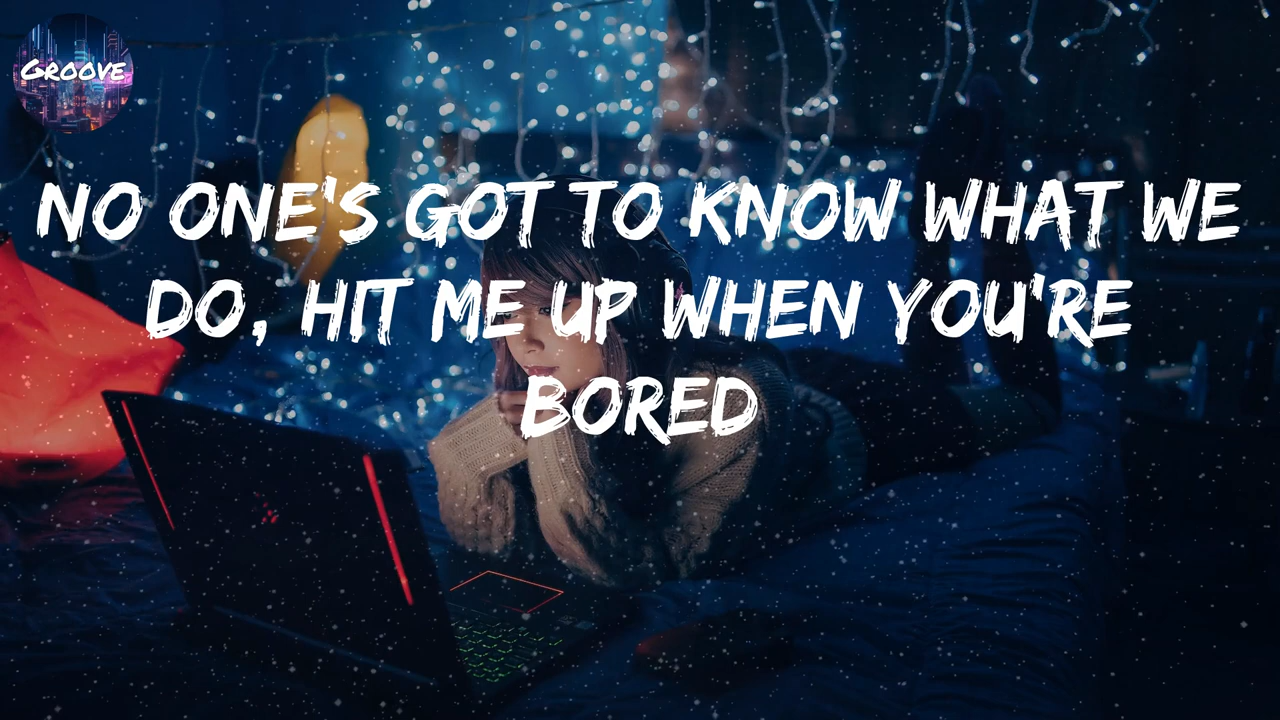 GROOVE
NO ONE'S GOT TO KNOW WHAT WE
DO, HIT ME UP WHEN YOU'RE
BORED